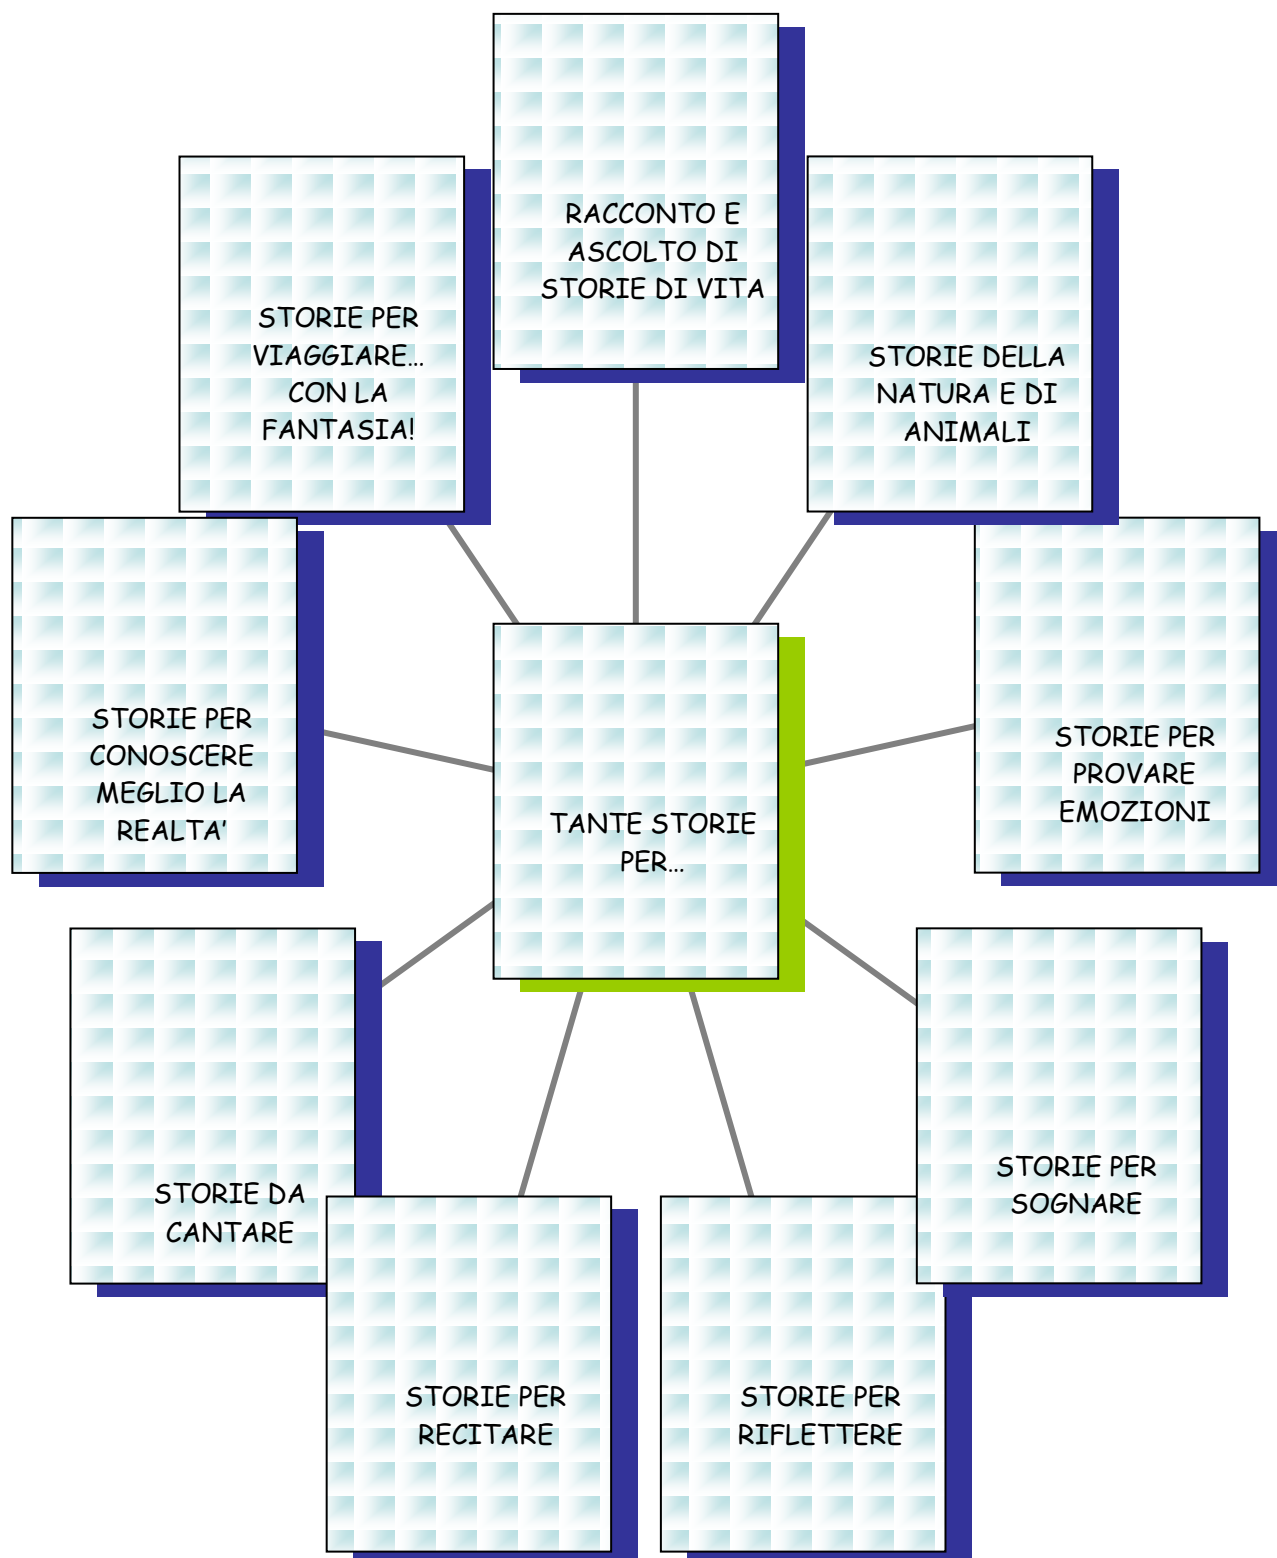 RACCONTO E
ASCOLTO DI
STORIE DI VITA
STORIE PER
VIAGGIARE...
CON LA
FANTASIA!
STORIE DELLA
NATURA E DI
ANIMALI
STORIE PER
CONOSCERE
MEGLIO LA
REALTA'
STORIE PER
PROVARE
EMOZIONI
TANTE STORIE
PER...
STORIE DA
CANTARE
STORIE PER
SOGNARE
STORIE PER
RECITARE
STORIE PER
RIFLETTERE